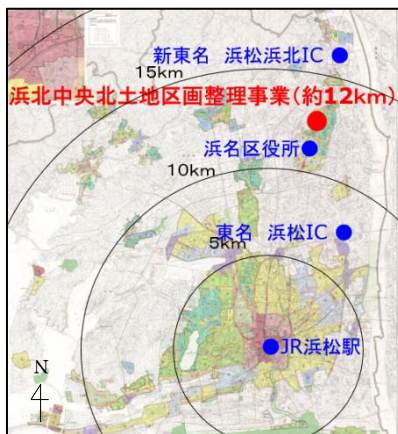 新東名 浜松浜北IC
15km
浜北中央北土地区画整理事業(約12km)
浜名区役所
10km
東名 浜松IC
5km
JR浜松駅
N